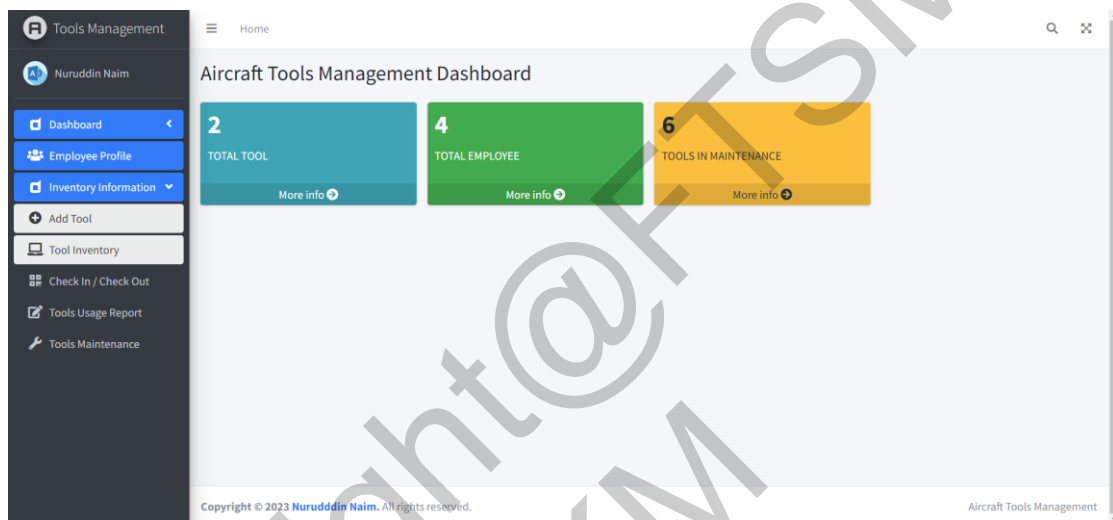 Tools Management
Home
Nuruddin Naim
Aircraft Tools Management Dashboard
Dashboard
Employee Profile
Inventory Information
Add Tool
Tool Inventory
Check In / Check Out
Tools Usage Report
Tools Maintenance
2
TOTAL TOOL
More info
4
TOTAL EMPLOYEE
More info
6
TOOLS IN MAINTENANCE
More info
Copyright © 2023 Nurudddin Naim. All rights reserved.
Aircraft Tools Management
ght@FTSM